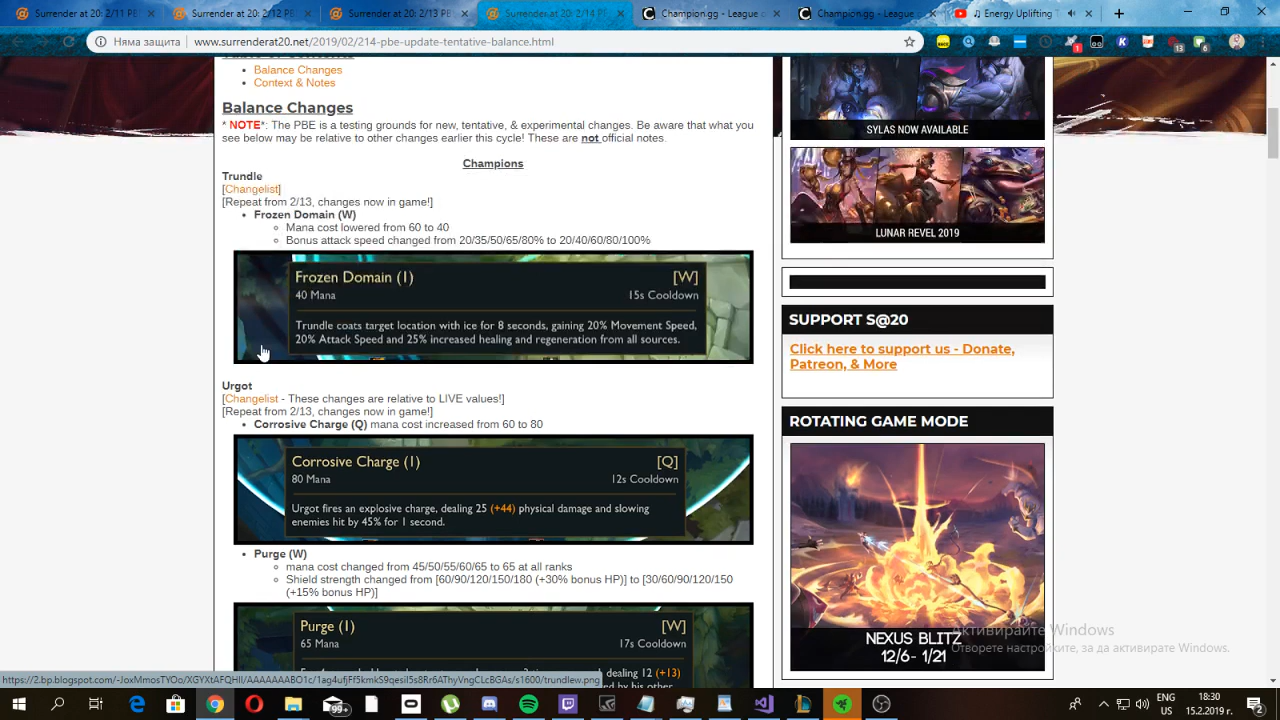 Surrender at 20: 2/11 PB
Surrender at 20: 2/12 PB
Surrender at 20: 2/13 PB
Surrender at 20: 2/14 P
Champion.gg - League o
Champion.gg - League o
♫ Energy Uplifting T
Няма защита
www.surrenderat20.net/2019/02/214-pbe-update-tentative-balance.html
Balance Changes
Context & Notes
Balance Changes
* NOTE*: The PBE is a testing grounds for new, tentative, & experimental changes. Be aware that what you
see below may be relative to other changes earlier this cycle! These are not official notes.
Champions
Trundle
[Changelist]
[Repeat from 2/13, changes now in game!]
Frozen Domain (W)
Mana cost lowered from 60 to 40
Bonus attack speed changed from 20/35/50/65/80% to 20/40/60/80/100%
Frozen Domain (1) [W]
40 Mana 15s Cooldown
Trundle coats target location with ice for 8 seconds, gaining 20% Movement Speed,
20% Attack Speed and 25% increased healing and regeneration from all sources.
Urgot
[Changelist - These changes are relative to LIVE values!]
[Repeat from 2/13, changes now in game!]
Corrosive Charge (Q) mana cost increased from 60 to 80
Corrosive Charge (1) [Q]
80 Mana 12s Cooldown
Urgot fires an explosive charge, dealing 25 (+44) physical damage and slowing
enemies hit by 45% for 1 second.
Purge (W)
mana cost changed from 45/50/55/60/65 to 65 at all ranks
Shield strength changed from [60/90/120/150/180 (+30% bonus HP)] to [30/60/90/120/150
(+15% bonus HP)]
Purge (1) [W]
65 Mana 17s Cooldown
dealing 12 (+13)
SYLAS NOW AVAILABLE
LUNAR REVEL 2019
SUPPORT S@20
Click here to support us - Donate,
Patreon, & More
ROTATING GAME MODE
NEXUS BLITZ
12/6- 1/21
Активирайте Windows
Отворете настройките, за да активирате Windows.
99+
ENG
US
18:30
15.2.2019 г.
2